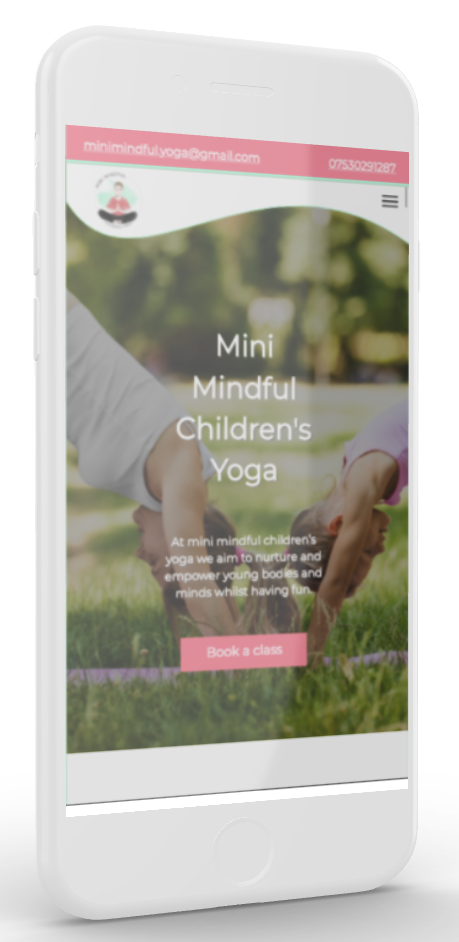 minimindful.yoga@gmail.com 07530291287
Mini
Mindful
Children's
Yoga
At mini mindful children's
yoga we aim to nurture and
empower young bodies and
minds whilst having fun.
Book a class